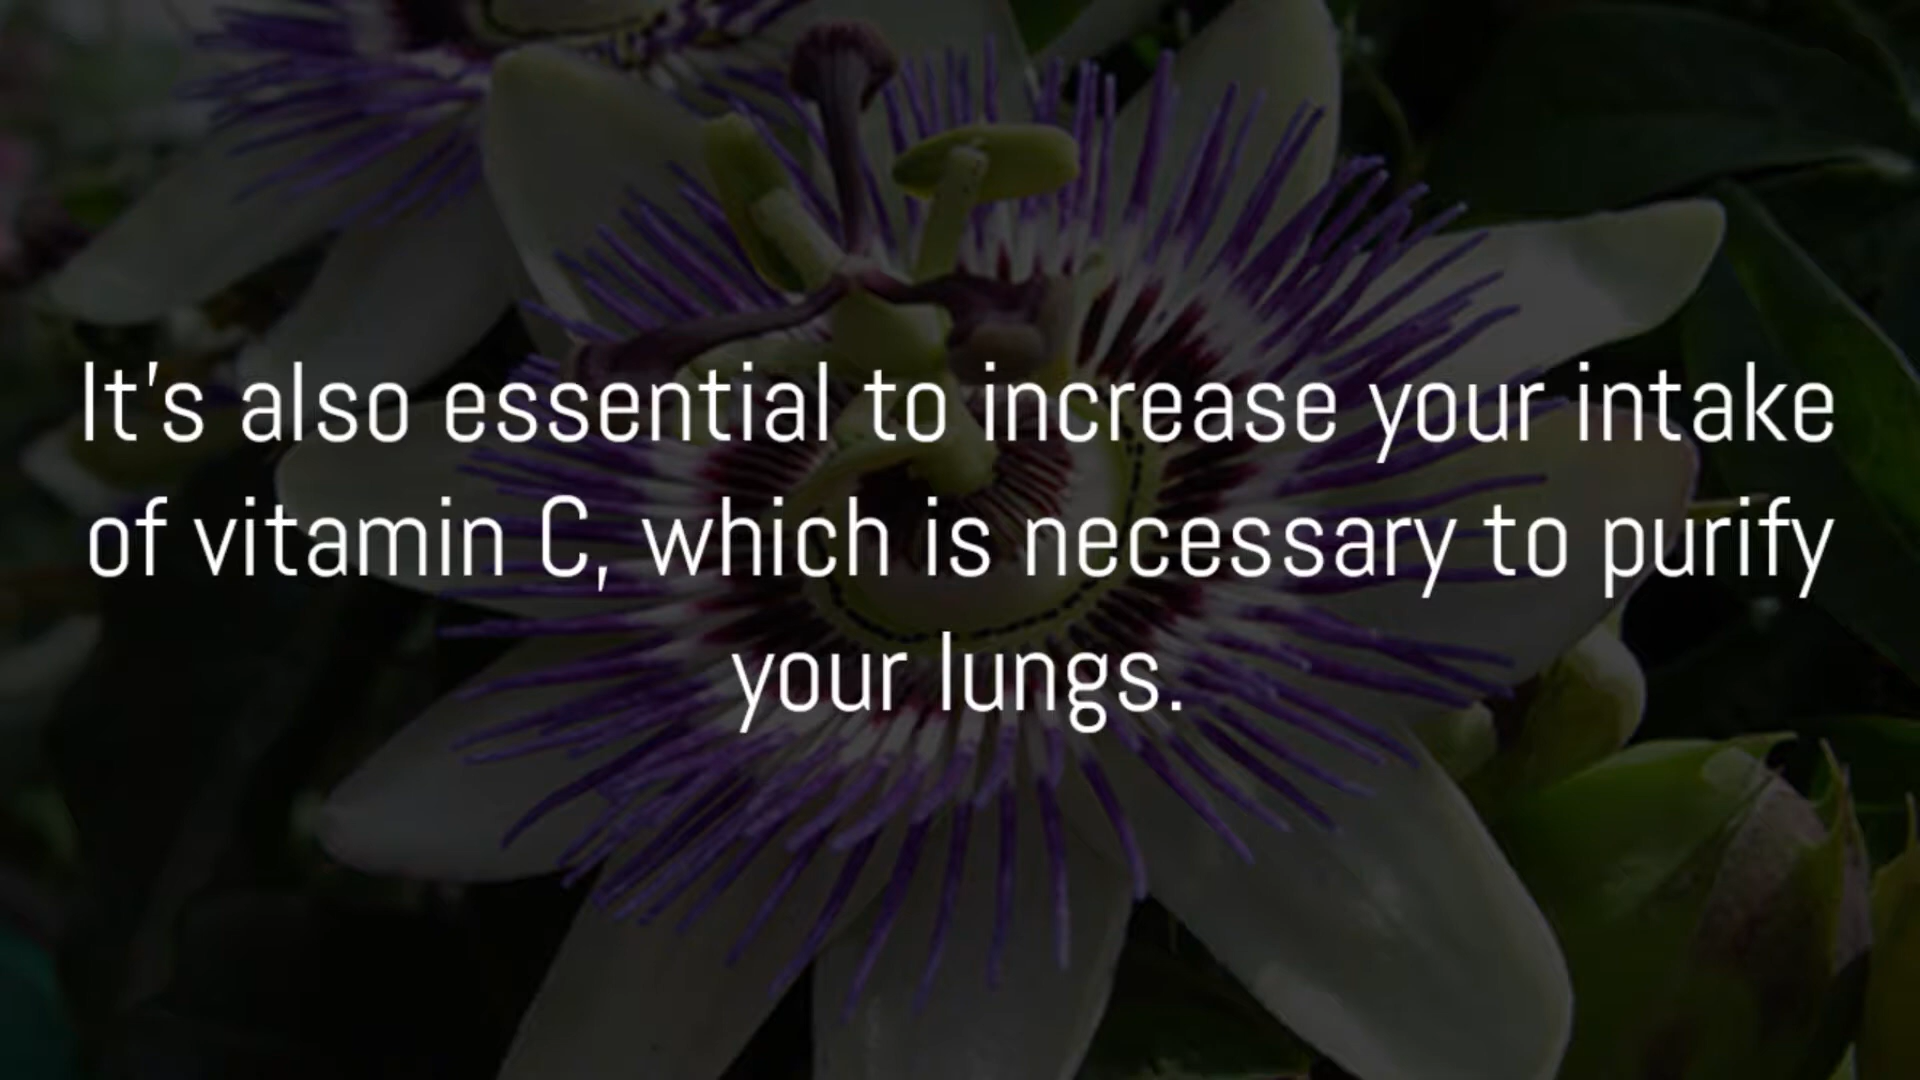 It's also essential to increase your intake
of vitamin C, which is necessary to purify
your lungs.